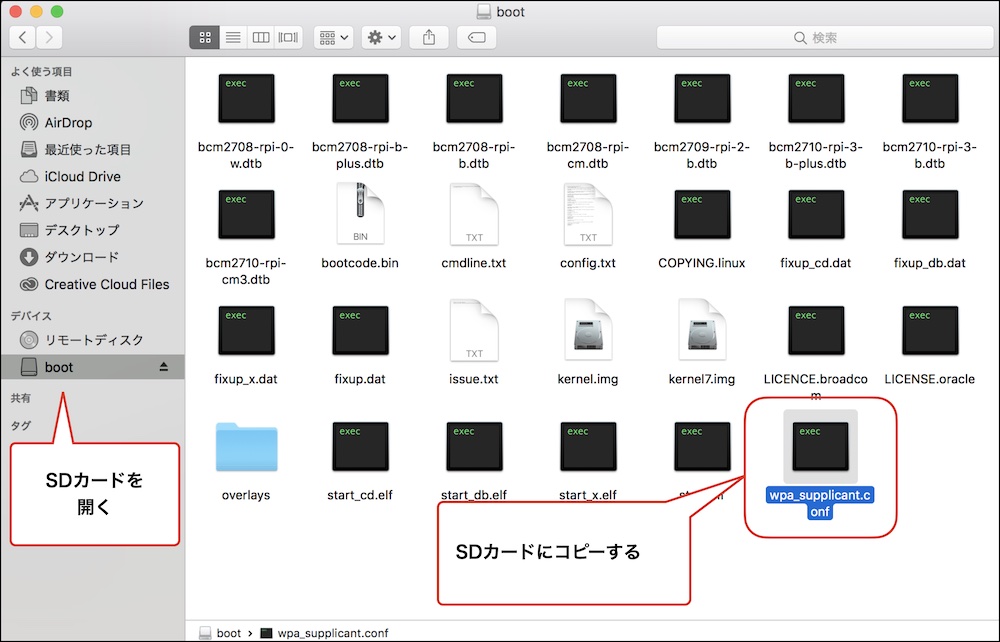 boot
検索
よく使う項目
書類
AirDrop
最近使った項目
iCloud Drive
アプリケーション
デスクトップ
ダウンロード
Creative Cloud Files
デバイス
リモートディスク
boot
共有
タグ
SDカードを
開く
exec exec exec exec exec exec exec
bcm2708-rpi-0- bcm2708-rpi-b- bcm2708-rpi- bcm2708-rpi- bcm2709-rpi-2- bcm2710-rpi-3- bcm2710-rpi-3-
w.dtb plus.dtb b.dtb cm.dtb b.dtb b-plus.dtb b.dtb
exec BIN TXT TXT exec exec exec
bcm2710-rpi- bootcode.bin cmdline.txt config.txt COPYING.linux fixup_cd.dat fixup_db.dat
cm3.dtb
exec exec TXT exec exec
fixup_x.dat fixup.dat issue.txt kernel.img kernel7.img LICENCE.broadco LICENSE.oracle
m
exec exec exec exec exec
overlays start_cd.elf start_db.elf start_x.elf wpa_supplicant.c
onf
SDカードにコピーする
boot › wpa_supplicant.conf